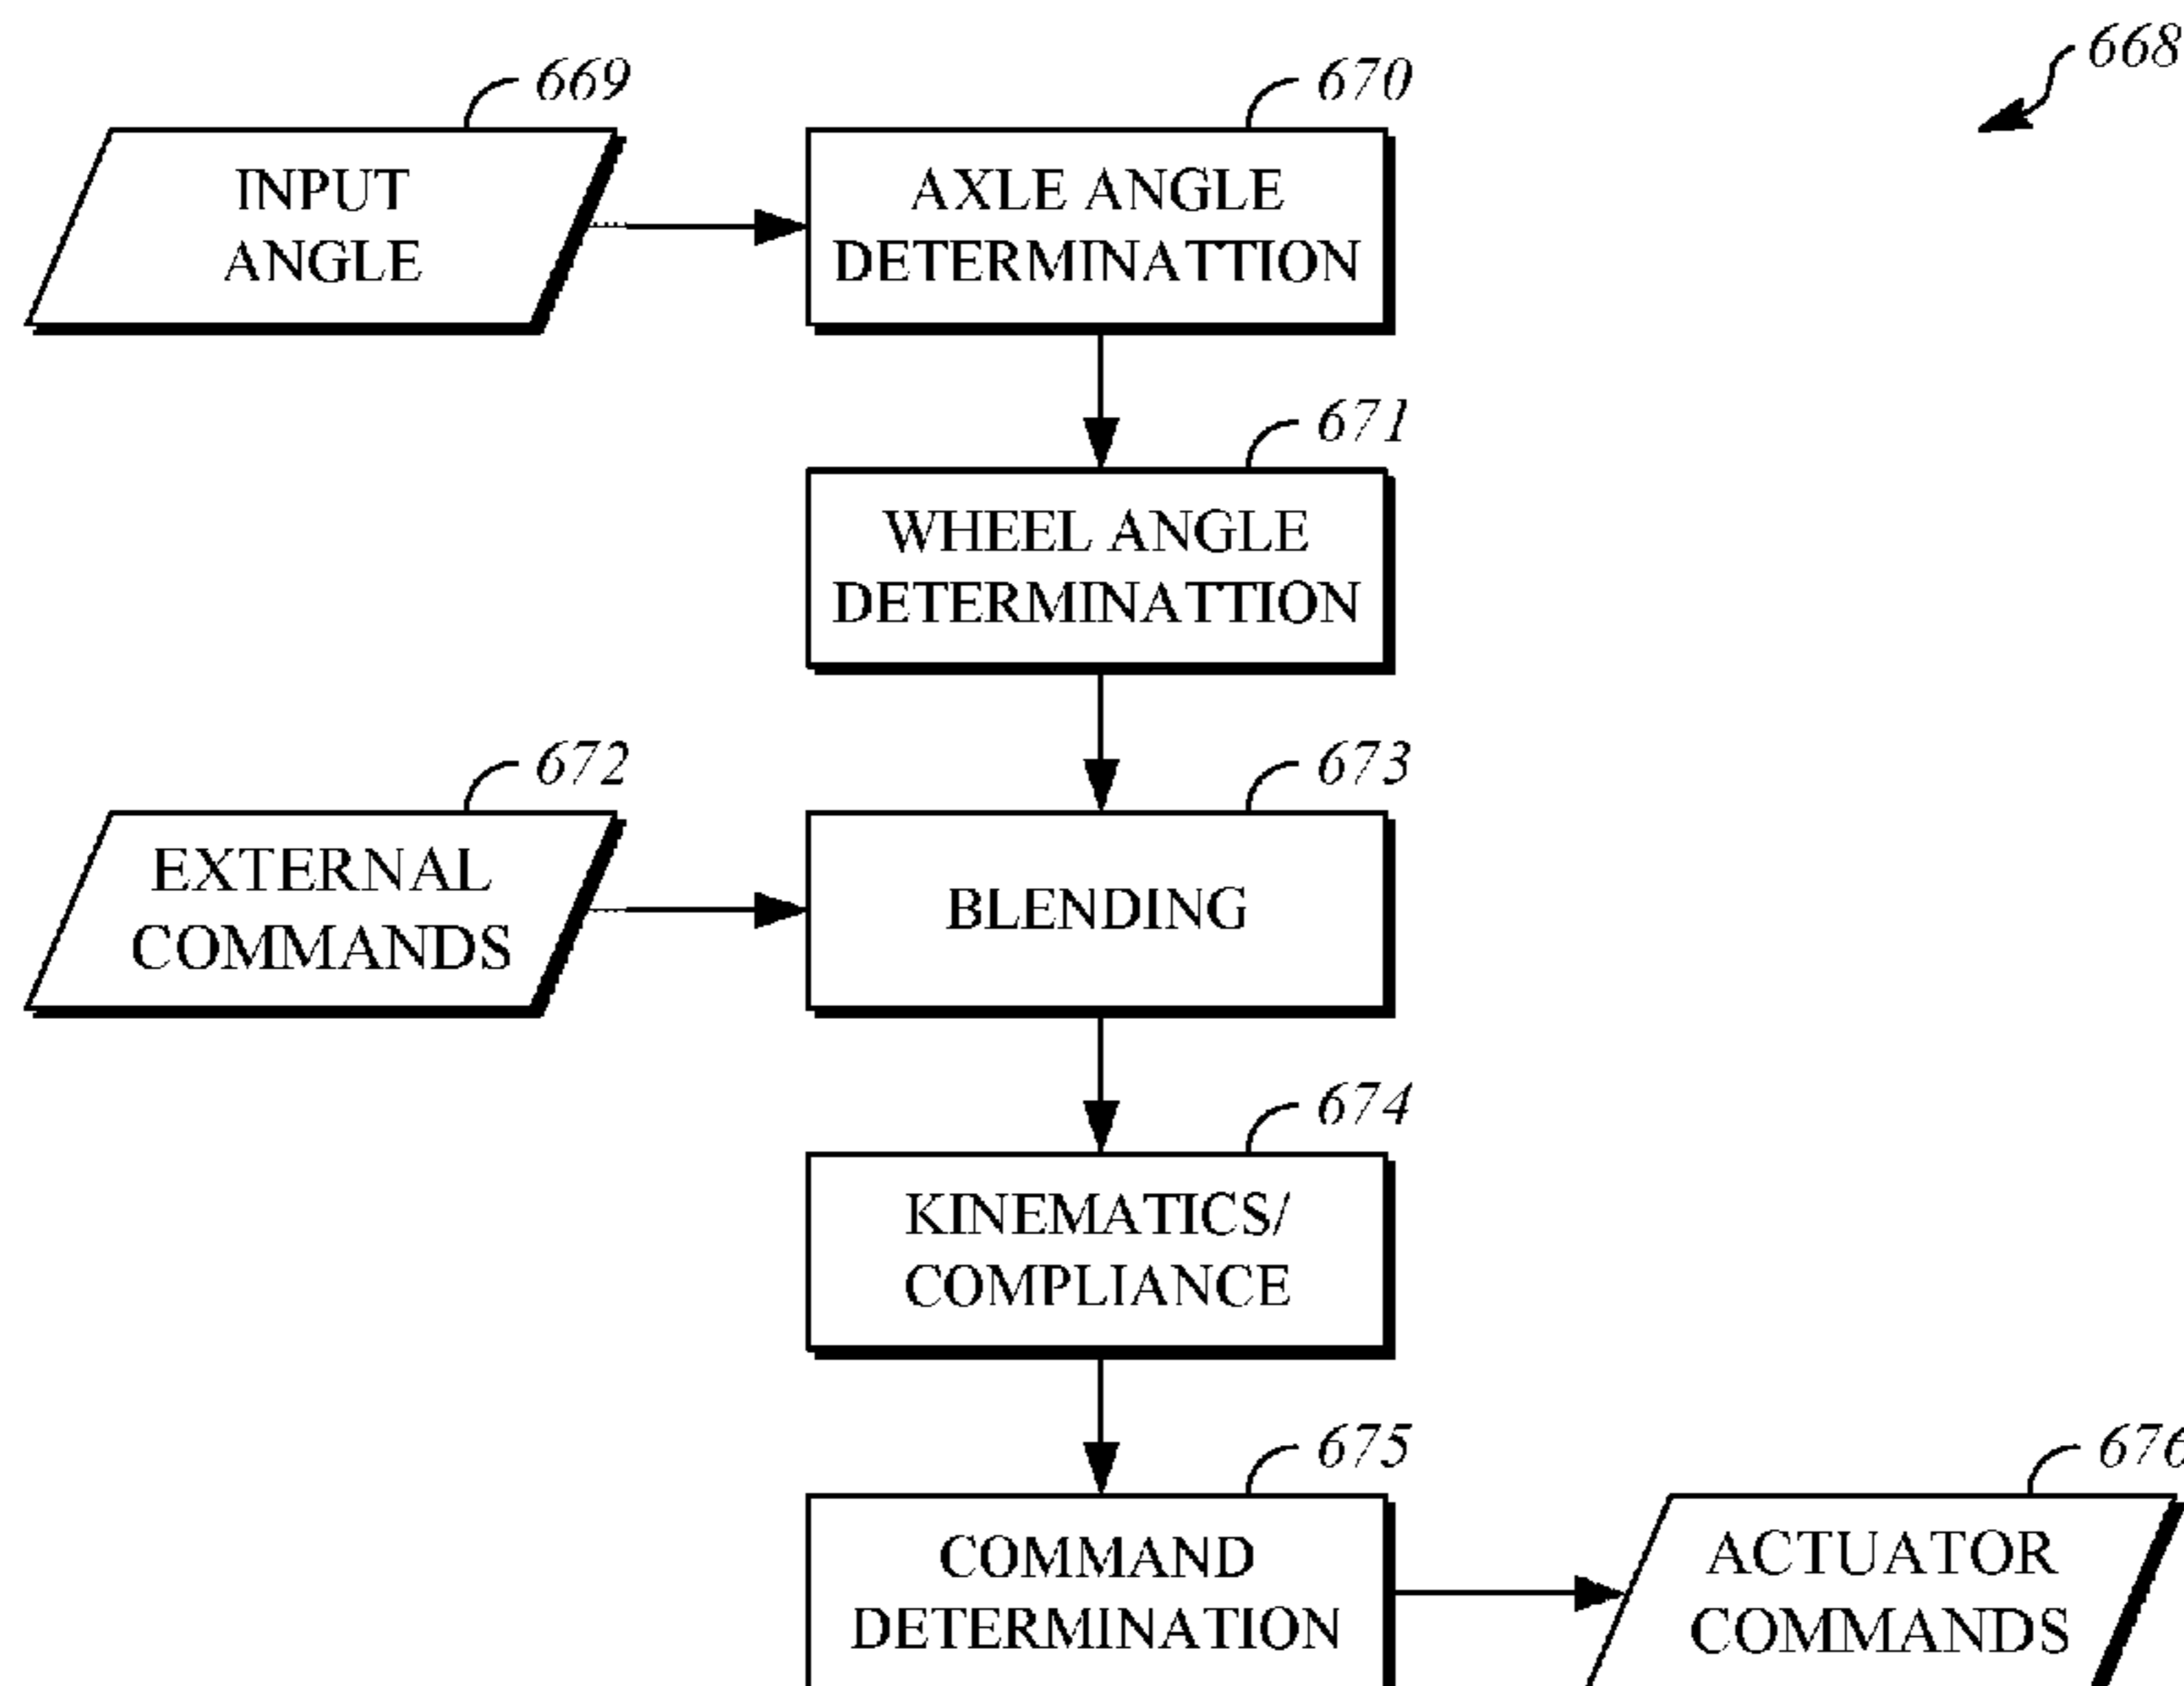 668
669
INPUT
ANGLE
670
AXLE ANGLE
DETERMINATTION
671
WHEEL ANGLE
DETERMINATTION
672
EXTERNAL
COMMANDS
673
BLENDING
674
KINEMATICS/
COMPLIANCE
675
COMMAND
DETERMINATION
676
ACTUATOR
COMMANDS